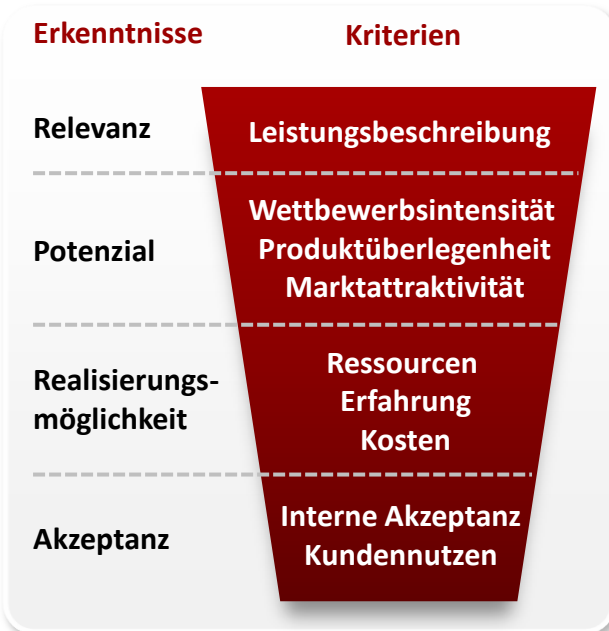 Erkenntnisse Kriterien
Relevanz Leistungsbeschreibung
Wettbewerbsintensität
Potenzial Produktüberlegenheit
Marktattraktivität
Ressourcen
Realisierungs-
möglichkeit
Erfahrung
Kosten
Interne Akzeptanz
Akzeptanz
Kundennutzen